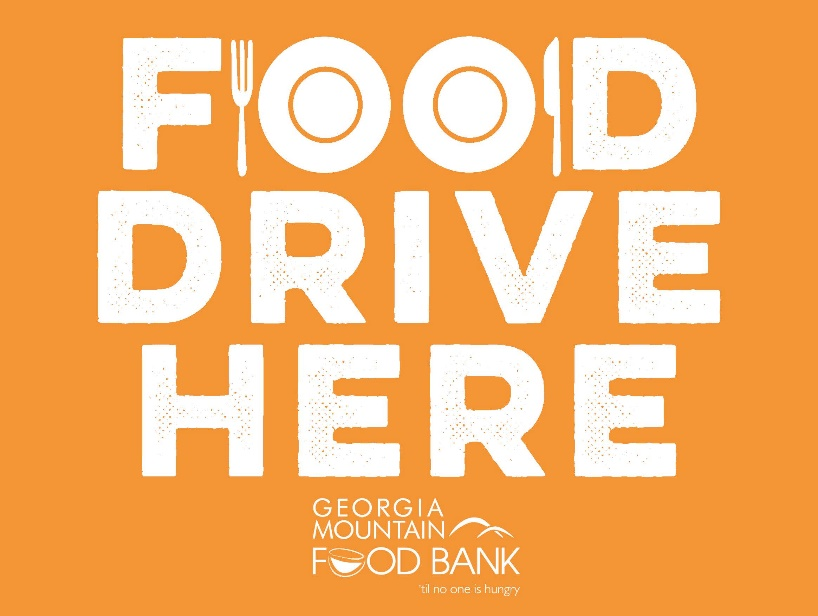 FOOD
DRIVE
HERE
GEORGIA
MOUNTAIN
FOOD BANK
'til no one is hungry